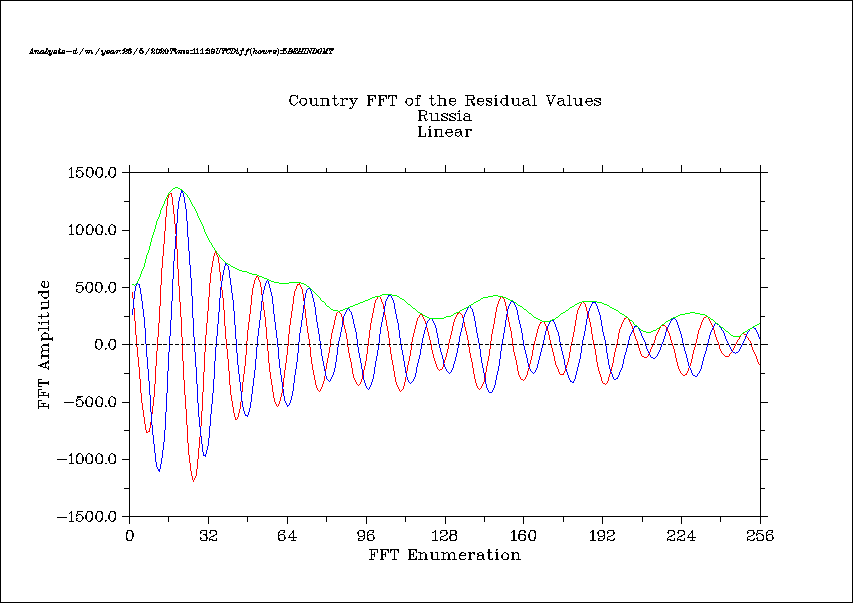 Country FFT of the Residual Values
Russia
Linear
1500.0
1000.0
500.0
0.0
−500.0
−1000.0
−1500.0
FFT Amplitude
0 32 64 96 128 160 192 224 256
FFT Enumeration